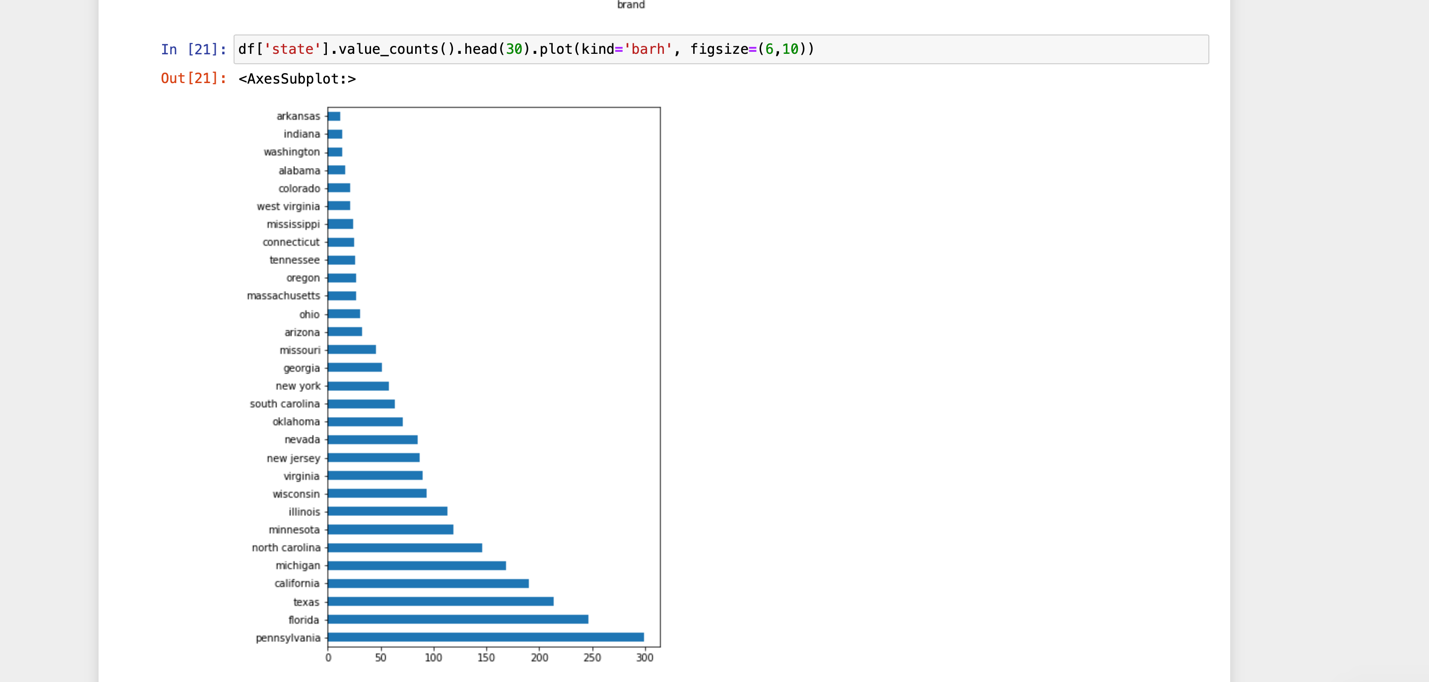 brand
In [21]: df['state'].value_counts().head(30).plot(kind='barh', figsize=(6,10))
Out[21]: <AxesSubplot:>
arkansas
indiana
washington
alabama
colorado
west virginia
mississippi
connecticut
tennessee
oregon
massachusetts
ohio
arizona
missouri
georgia
new york
south carolina
oklahoma
nevada
new jersey
virginia
wisconsin
illinois
minnesota
north carolina
michigan
california
texas
florida
pennsylvania
0 50 100 150 200 250 300